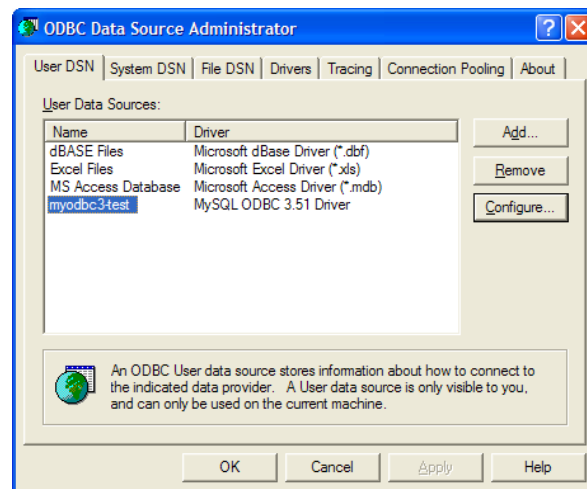 ODBC Data Source Administrator
User DSN System DSN File DSN Drivers Tracing Connection Pooling About
User Data Sources:
Name Driver
dBASE Files Microsoft dBase Driver (*.dbf)
Excel Files Microsoft Excel Driver (*.xls)
MS Access Database Microsoft Access Driver (*.mdb)
myodbc3-test MySQL ODBC 3.51 Driver
Add...
Remove
Configure...
An ODBC User data source stores information about how to connect to
the indicated data provider. A User data source is only visible to you,
and can only be used on the current machine.
OK Cancel Apply Help